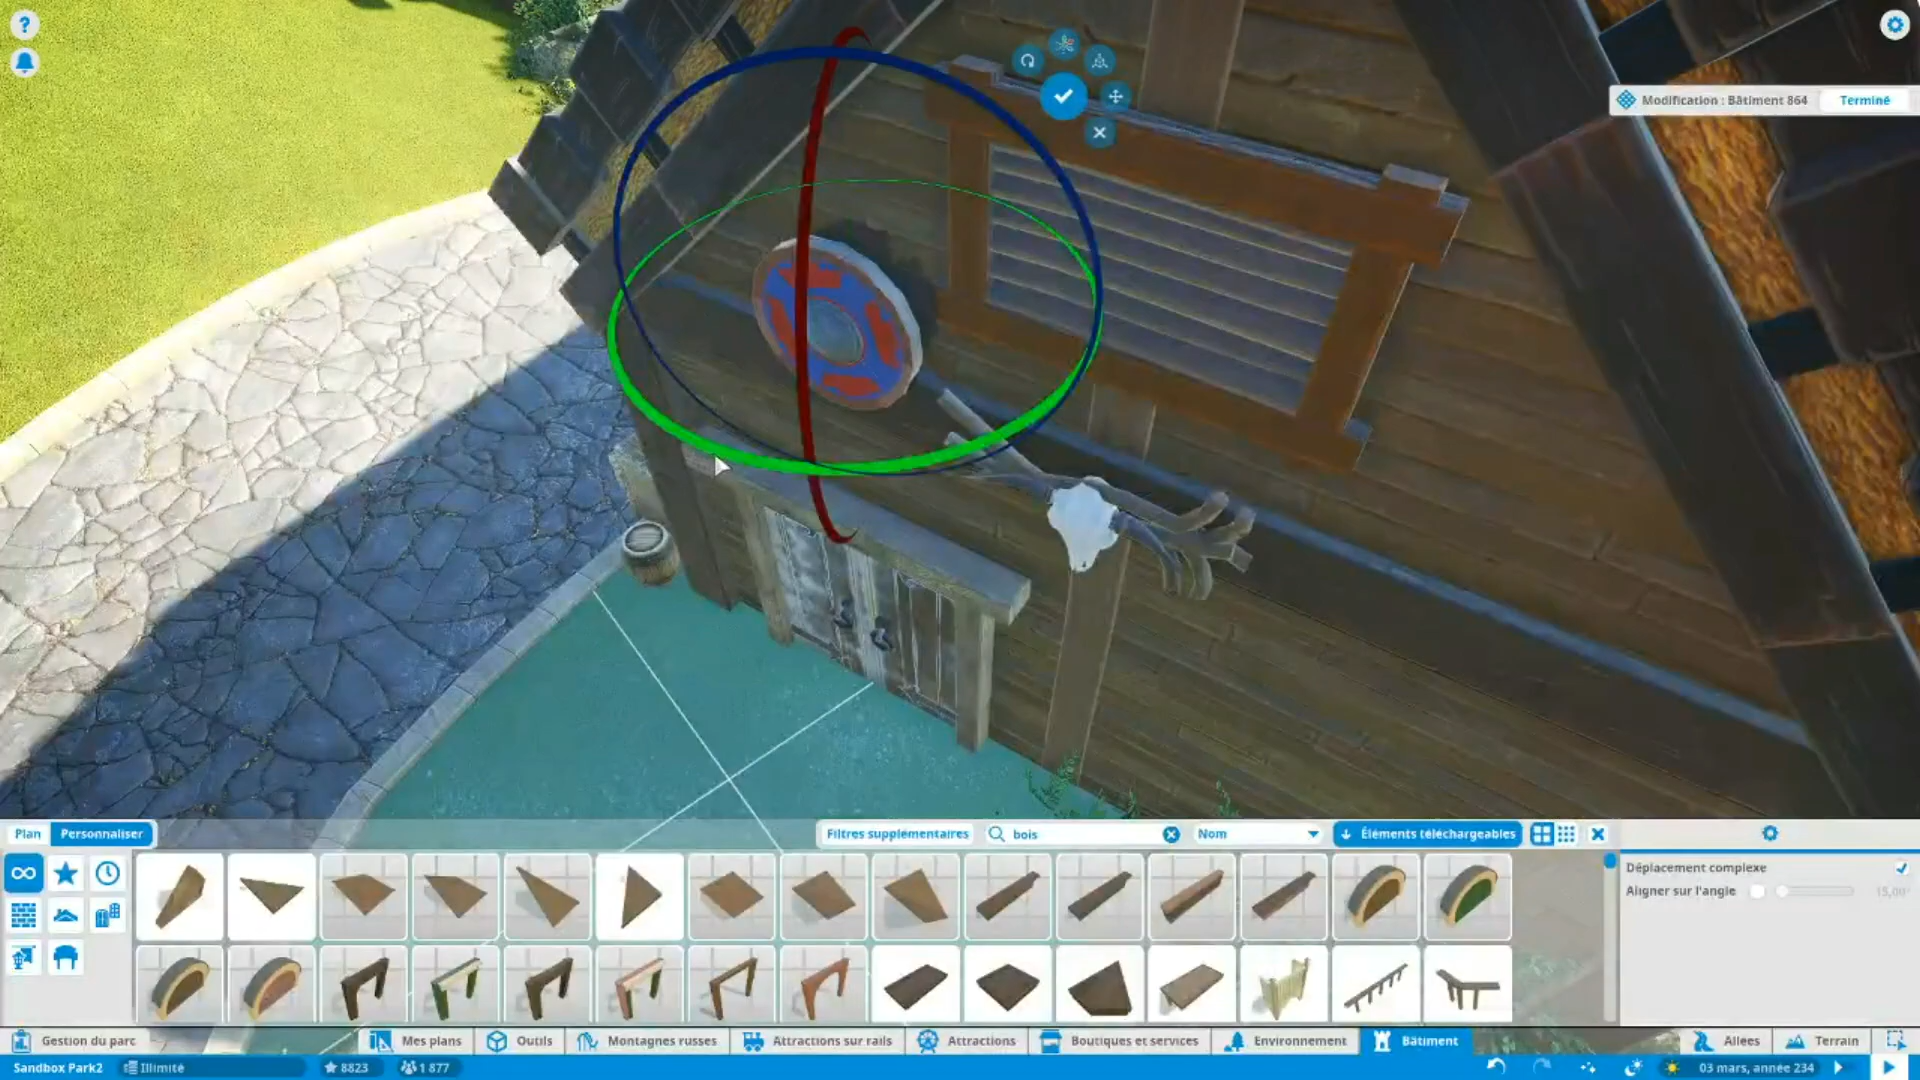 ?
Modification : Bâtiment 864 Terminé
Plan Personnaliser Filtres supplémentaires bois Nom Éléments téléchargeables
Déplacement complexe
Aligner sur l'angle 15,00°
Gestion du parc Mes plans Outils Montagnes russes Attractions sur rails Attractions Boutiques et services Environnement Bâtiment Allées Terrain
Sandbox Park2 Illimité 8823 1 877 03 mars, année 234